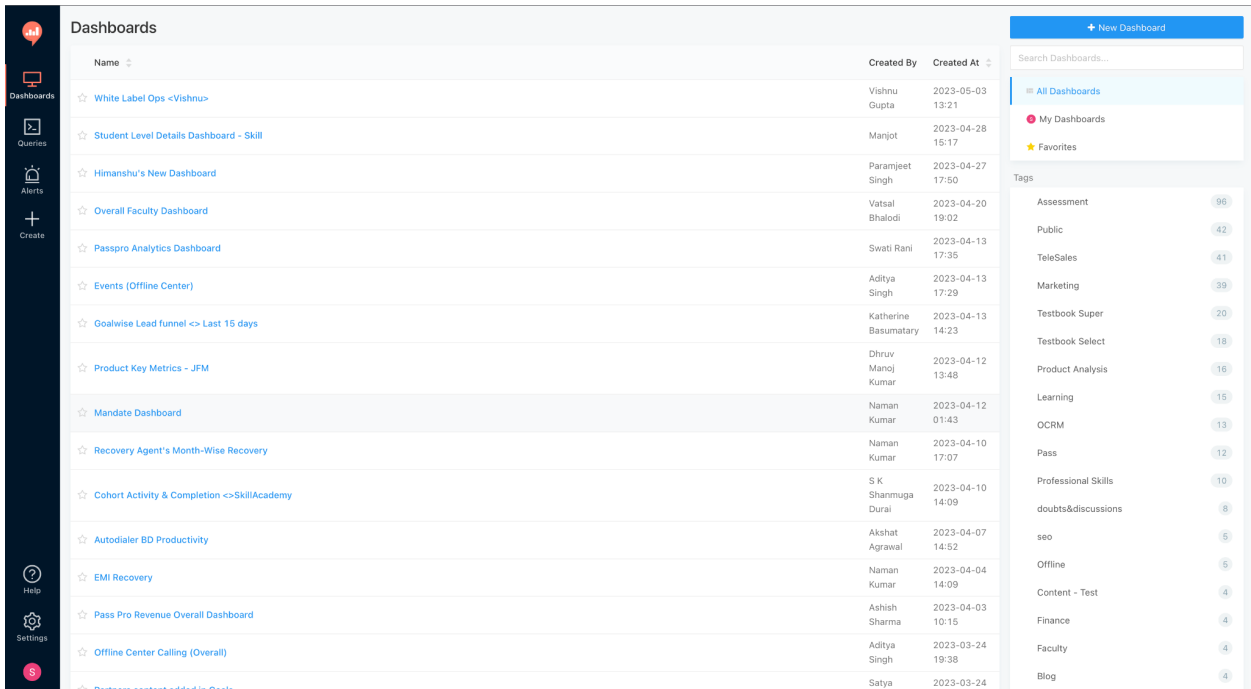 Dashboards
Queries
Alerts
Create
Help
Settings
S
Dashboards
Name Created By Created At
White Label Ops <Vishnu> Vishnu Gupta 2023-05-03 13:21
Student Level Details Dashboard - Skill Manjot 2023-04-28 15:17
Himanshu's New Dashboard Paramjeet Singh 2023-04-27 17:50
Overall Faculty Dashboard Vatsal Bhalodi 2023-04-20 19:02
Passpro Analytics Dashboard Swati Rani 2023-04-13 17:35
Events (Offline Center) Aditya Singh 2023-04-13 17:29
Goalwise Lead funnel <> Last 15 days Katherine Basumatary 2023-04-13 14:23
Product Key Metrics - JFM Dhruv Manoj Kumar 2023-04-12 13:48
Mandate Dashboard Naman Kumar 2023-04-12 01:43
Recovery Agent's Month-Wise Recovery Naman Kumar 2023-04-10 17:07
Cohort Activity & Completion <>SkillAcademy S K Shanmuga Durai 2023-04-10 14:09
Autodialer BD Productivity Akshat Agrawal 2023-04-07 14:52
EMI Recovery Naman Kumar 2023-04-04 14:09
Pass Pro Revenue Overall Dashboard Ashish Sharma 2023-04-03 10:15
Offline Center Calling (Overall) Aditya Singh 2023-03-24 19:38
Satya 2023-03-24
+ New Dashboard
Search Dashboards...
All Dashboards
S My Dashboards
Favorites
Tags
Assessment 96
Public 42
TeleSales 41
Marketing 39
Testbook Super 20
Testbook Select 18
Product Analysis 16
Learning 15
OCRM 13
Pass 12
Professional Skills 10
doubts&discussions 8
seo 5
Offline 5
Content - Test 4
Finance 4
Faculty 4
Blog 4